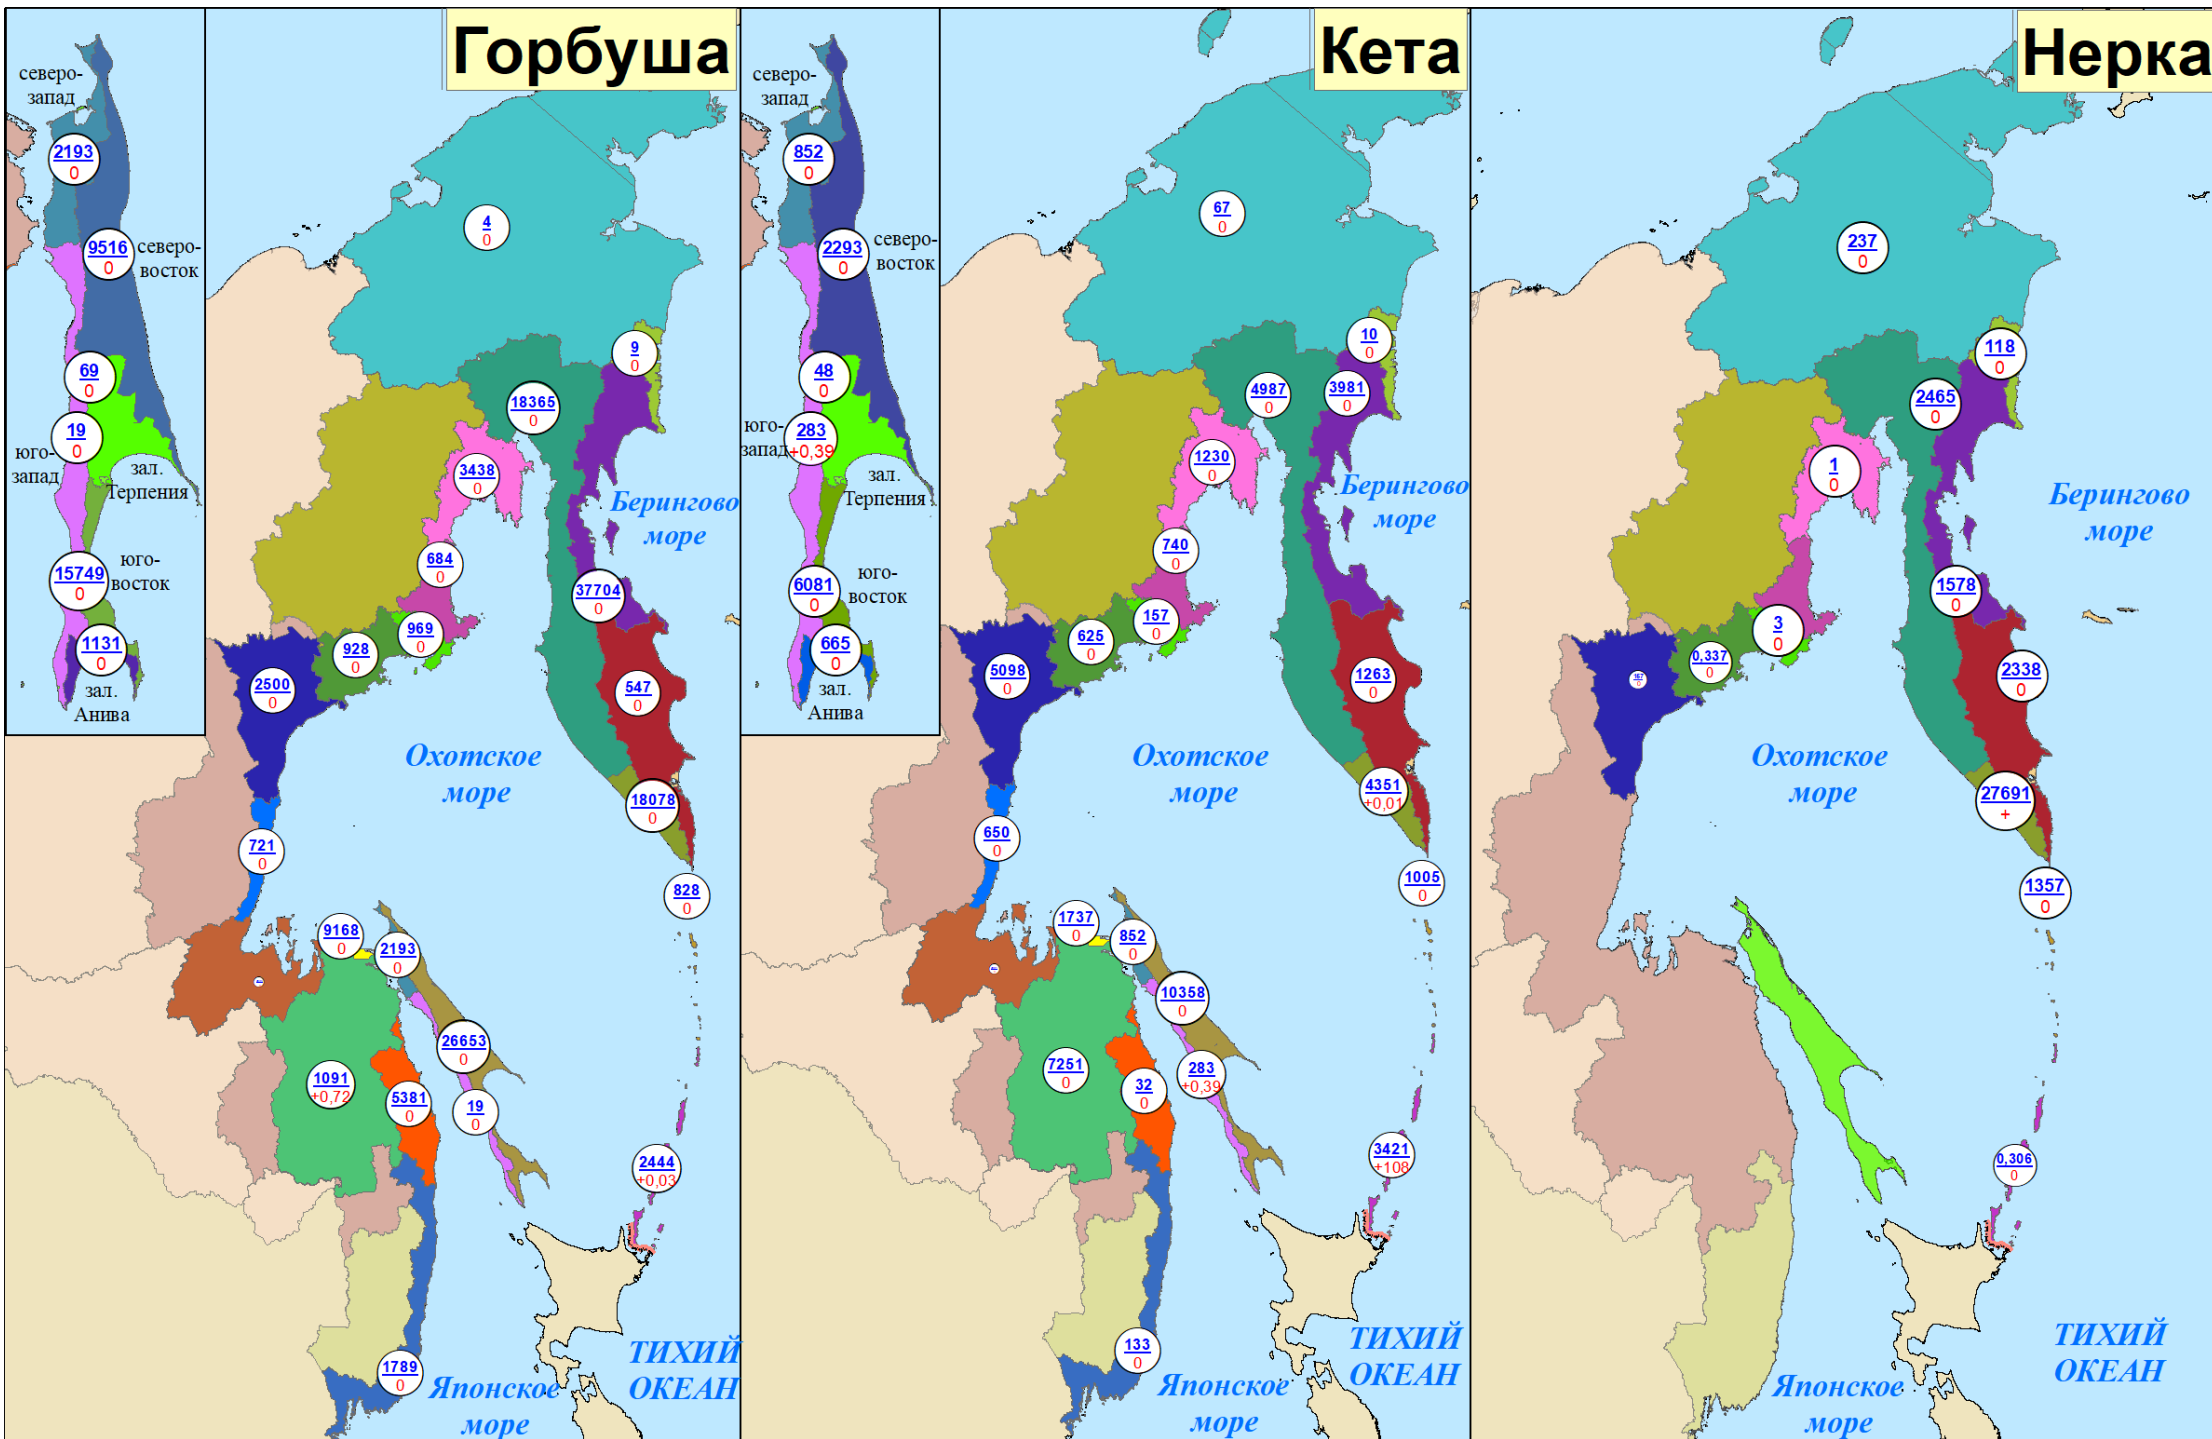 Горбуша
северо-
запад
2193
0
9516
0
северо-
восток
69
0
19
0
юго-
запад
зал.
Терпения
15749
0
юго-
восток
1131
0
зал.
Анива
4
0
9
0
18365
0
3438
0
Берингово
море
684
0
37704
0
969
0
928
0
2500
0
547
0
Охотское
море
18078
0
721
0
828
0
9168
0
2193
0
26653
0
1091
+0,72
5381
0
19
0
2444
+0,03
1789
0
ТИХИЙ
ОКЕАН
Японское
море
Кета
северо-
запад
852
0
2293
0
северо-
восток
48
0
юго-
запад
283
+0,39
зал.
Терпения
6081
0
юго-
восток
665
0
зал.
Анива
67
0
10
0
4987
0
3981
0
1230
0
Берингово
море
740
0
157
0
625
0
5098
0
1263
0
Охотское
море
4351
+0,01
650
0
1005
0
1737
0
852
0
10358
0
7251
0
283
+0,39
32
0
3421
+108
133
0
ТИХИЙ
ОКЕАН
Японское
море
Нерка
237
0
118
0
2465
0
1
0
Берингово
море
1578
0
3
0
0,337
0
2338
0
Охотское
море
27691
+
1357
0
0,306
0
ТИХИЙ
ОКЕАН
Японское
море